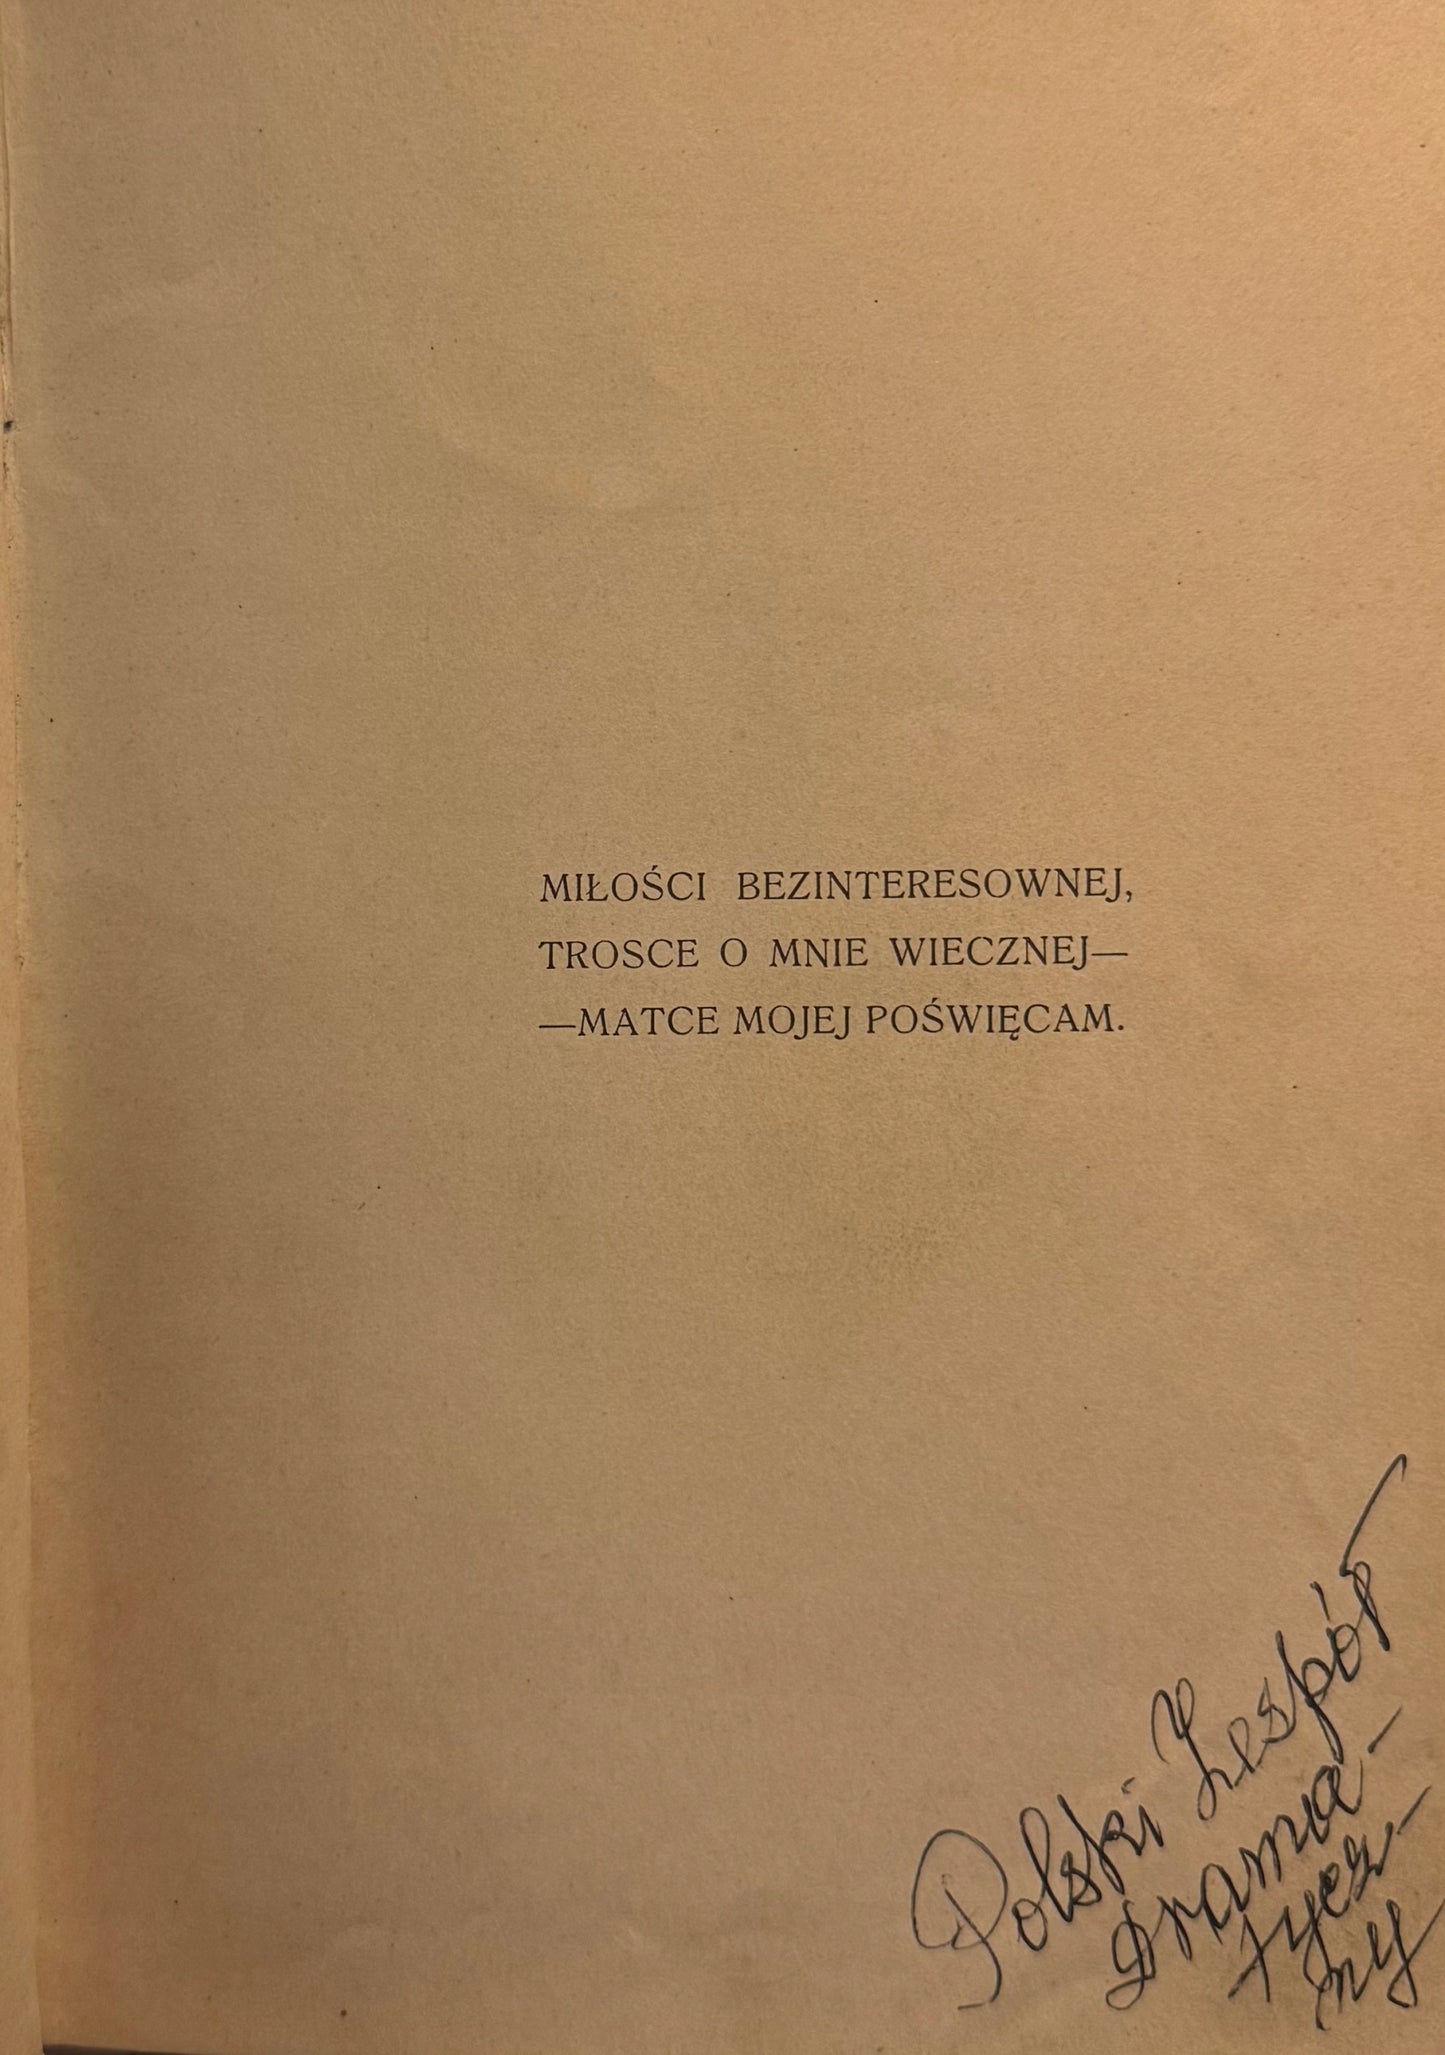 MIŁOŚCI BEZINTERESOWNEJ,
TROSCE O MNIE WIECZNEJ—
—MATCE MOJEJ POŚWIĘCAM.
Polski Zespół
Drama-
tycz-
ny